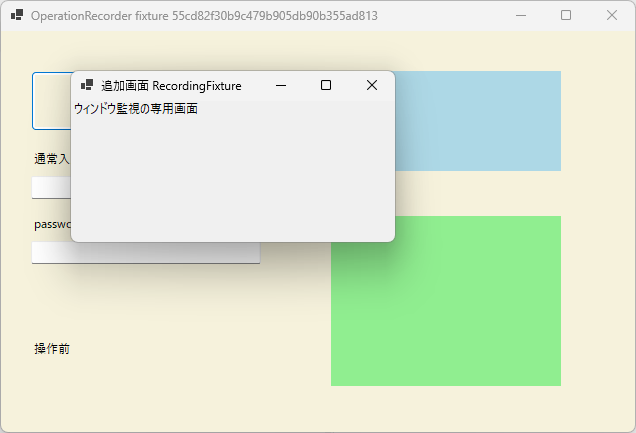 OperationRecorder fixture 55cd82f30b9c479b905db90b355ad813
追加画面 RecordingFixture
ウィンドウ監視の専用画面
通常入
passwo
操作前